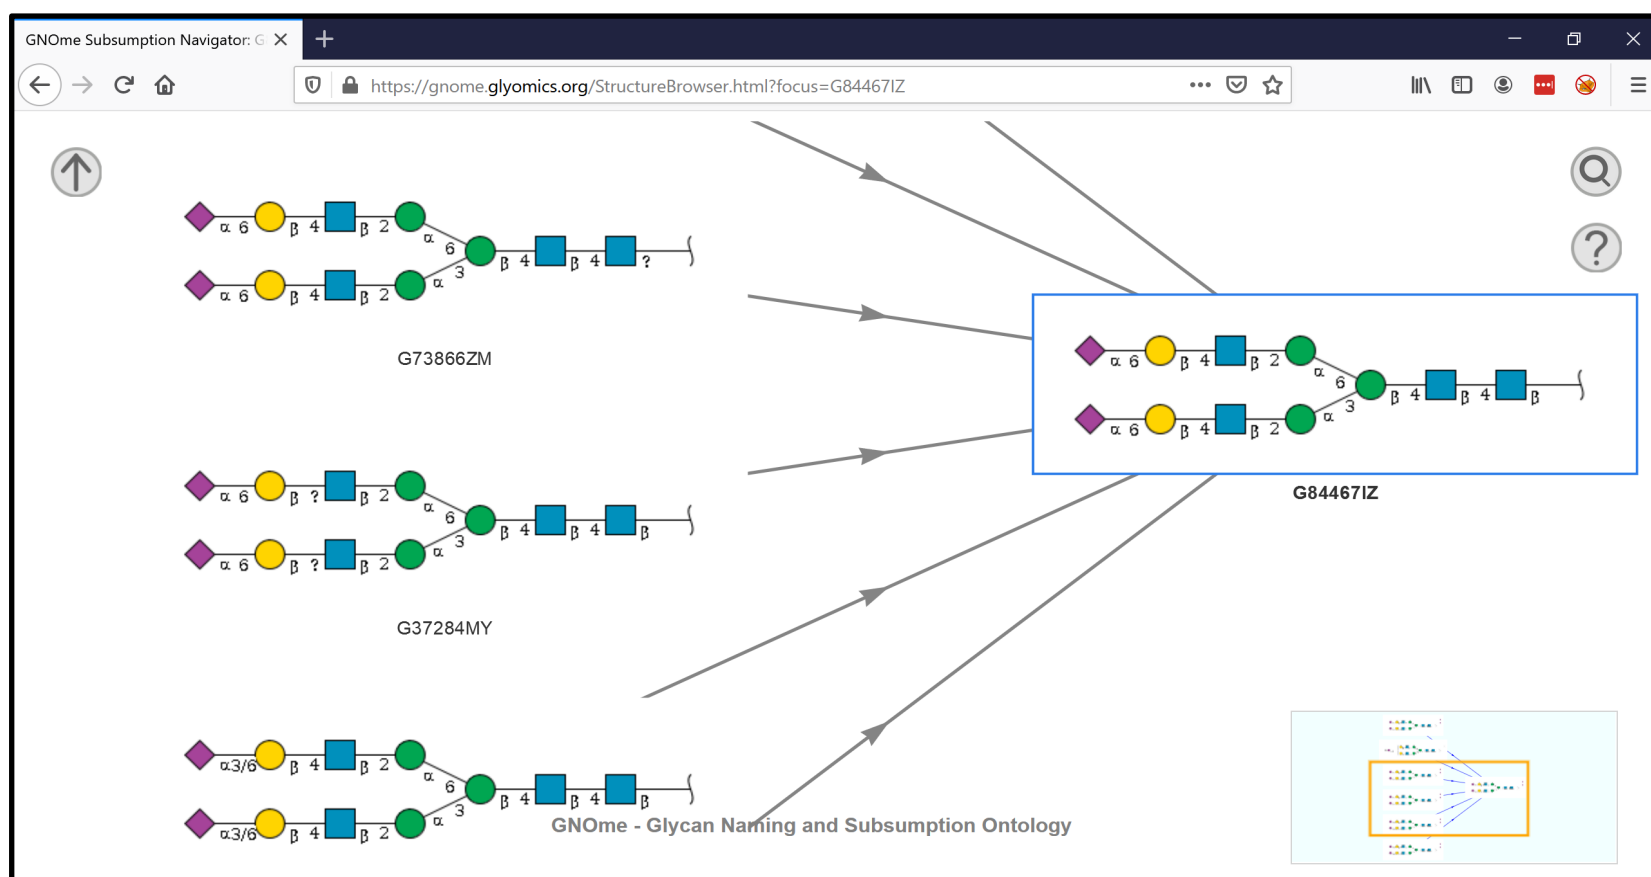 GNOme Subsumption Navigator: G
https://gnome.glyomics.org/StructureBrowser.html?focus=G84467IZ
α 6 β 4 β 2 α 6
β 4 β 4 ?
α 6 β 4 β 2 α 3
G73866ZM
α 6 β 4 β 2 α 6
β 4 β 4 β
α 6 β 4 β 2 α 3
G84467IZ
α 6 β ? β 2 α 6
β 4 β 4 β
α 6 β ? β 2 α 3
G37284MY
α3/6 β 4 β 2 α 6
β 4 β 4 β
α3/6 β 4 β 2 α 3
GNOme - Glycan Naming and Subsumption Ontology